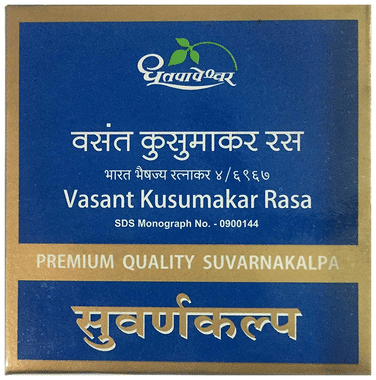 धूतपापेश्वर
वसंत कुसुमाकर रस
भारत भैषज्य रत्नाकर ४/६९६७
Vasant Kusumakar Rasa
SDS Monograph No. - 0900144
PREMIUM QUALITY SUVARNAKALPA
सुवर्णकल्प